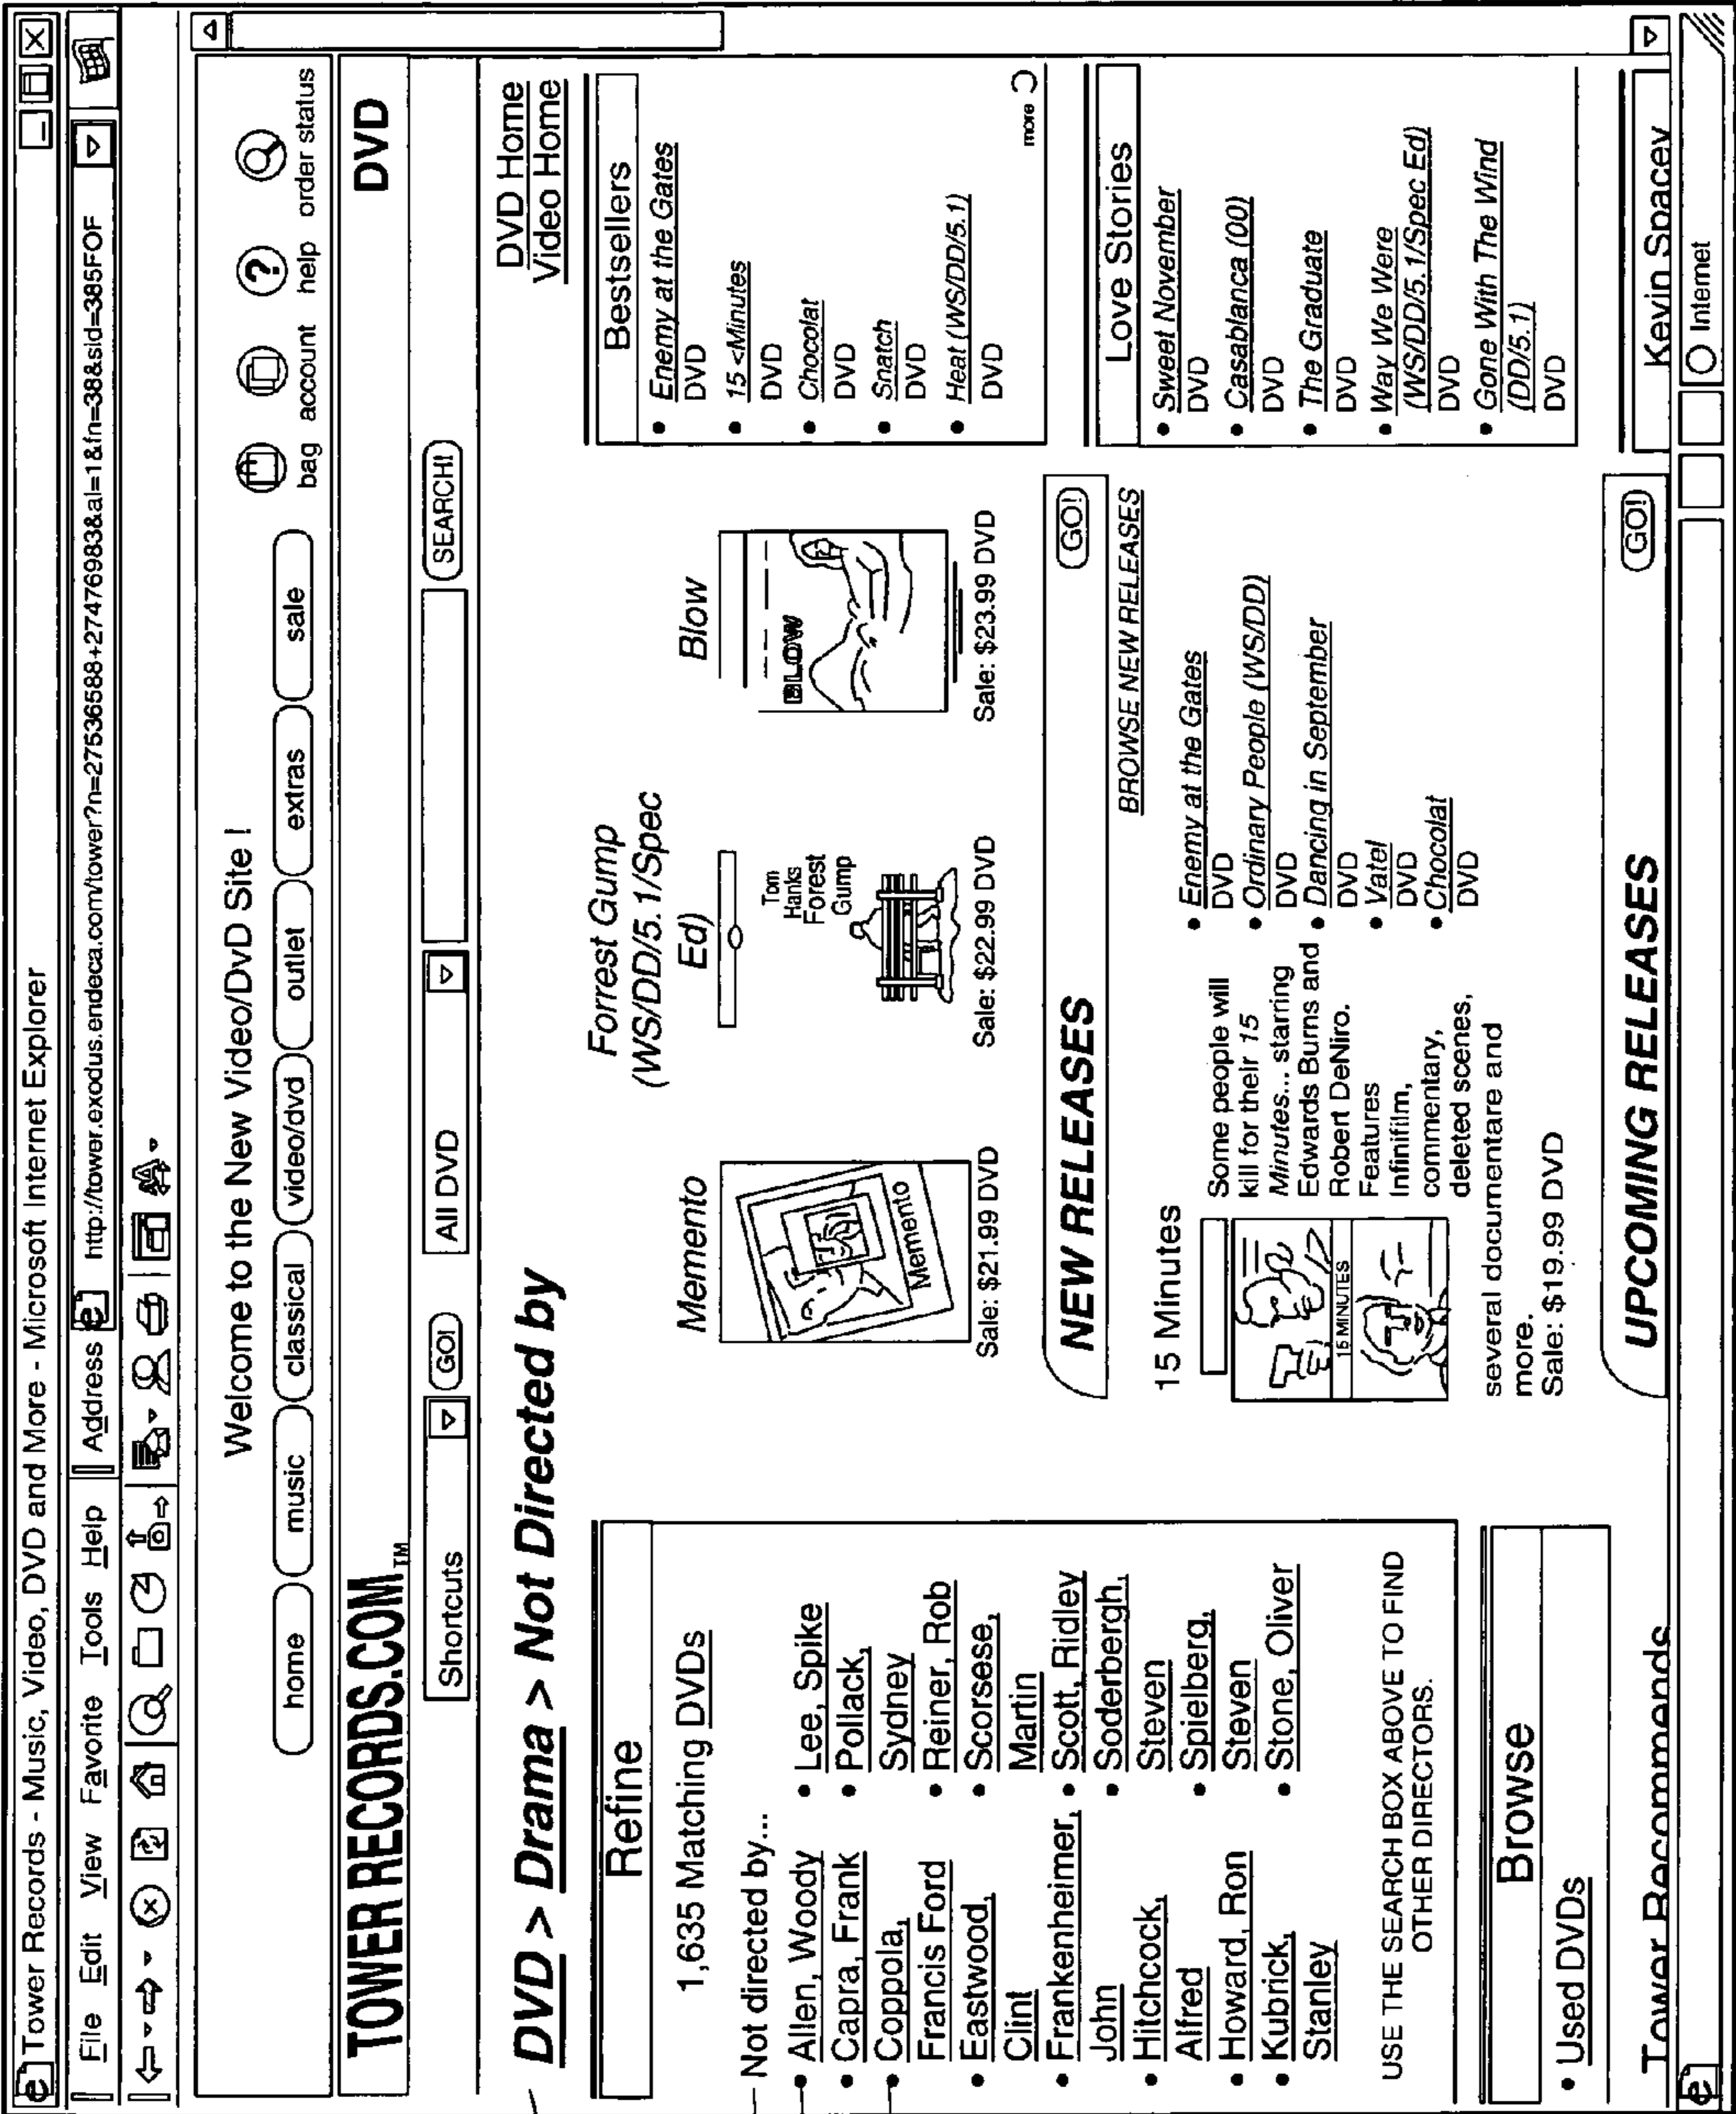 Tower Records - Music, Video, DVD and More - Microsoft Internet Explorer
File Edit View Favorite Tools Help
Address http://tower.exodus.endeca.com/tower?n=27536588+27476983&al=1&fn=38&sid=385FOF
Welcome to the New Video/DvD Site !
home music classical video/dvd outlet extras sale
bag account help order status
TOWER RECORDS.COM™
DVD
Shortcuts GO! All DVD SEARCH!
DVD > Drama > Not Directed by
DVD Home
Video Home
Refine
1,635 Matching DVDs
Not directed by...
• Allen, Woody
• Capra, Frank
• Coppola,
Francis Ford
• Eastwood,
Clint
• Frankenheimer,
John
• Hitchcock,
Alfred
• Howard, Ron
• Kubrick,
Stanley
• Lee, Spike
• Pollack,
Sydney
• Reiner, Rob
• Scorsese,
Martin
• Scott, Ridley
• Soderbergh,
Steven
• Spielberg,
Steven
• Stone, Oliver
USE THE SEARCH BOX ABOVE TO FIND
OTHER DIRECTORS.
Browse
• Used DVDs
Tower Recommends
Memento
Memento
Sale: $21.99 DVD
Forrest Gump
(WS/DD/5.1/Spec
Ed)
Tom
Hanks
Forest
Gump
Sale: $22.99 DVD
Blow
BLOW
Sale: $23.99 DVD
NEW RELEASES
GO!
BROWSE NEW RELEASES
15 Minutes
15 MINUTES
Some people will
kill for their 15
Minutes... starring
Edwards Burns and
Robert DeNiro.
Features
Infinifilm,
commentary,
deleted scenes,
several documentare and
more.
Sale: $19.99 DVD
• Enemy at the Gates
DVD
• Ordinary People (WS/DD)
DVD
• Dancing in September
DVD
• Vatel
DVD
• Chocolat
DVD
UPCOMING RELEASES
GO!
Bestsellers
• Enemy at the Gates
DVD
• 15 <Minutes
DVD
• Chocolat
DVD
• Snatch
DVD
• Heat (WS/DD/5.1)
DVD
more
Love Stories
• Sweet November
DVD
• Casablanca (00)
DVD
• The Graduate
DVD
• Way We Were
(WS/DD/5.1/Spec Ed)
DVD
• Gone With The Wind
(DD/5.1)
DVD
Kevin Spacey
Internet